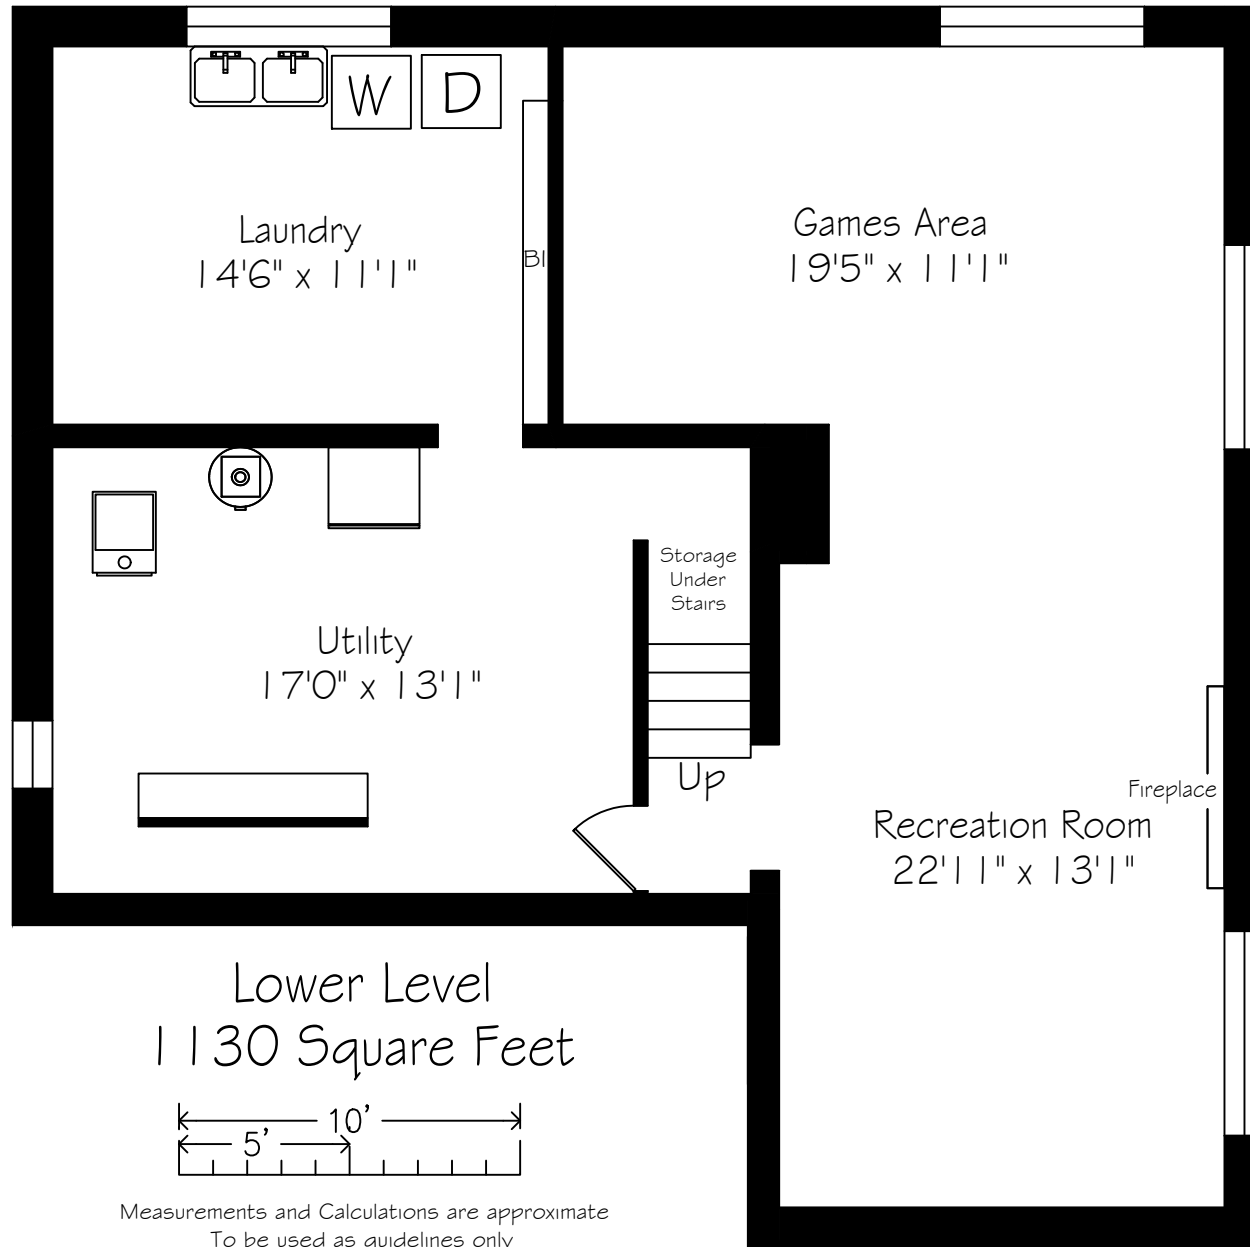 W
D
Laundry
14'6" x 11'1"
BI
Games Area
19'5" x 11'1"
Storage
Under
Stairs
Utility
17'0" x 13'1"
Up
Fireplace
Recreation Room
22'11" x 13'1"
Lower Level
1130 Square Feet
10'
5'
Measurements and Calculations are approximate
To be used as guidelines only